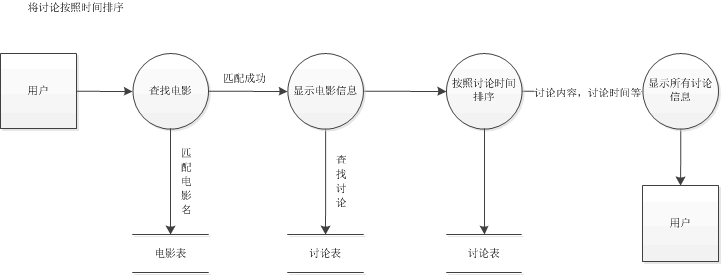 将讨论按照时间排序
用户
查找电影
匹配成功
显示电影信息
按照讨论时间
排序
讨论内容，讨论时间等
显示所有讨论
信息
匹配电影名
查找讨论
用户
电影表
讨论表
讨论表